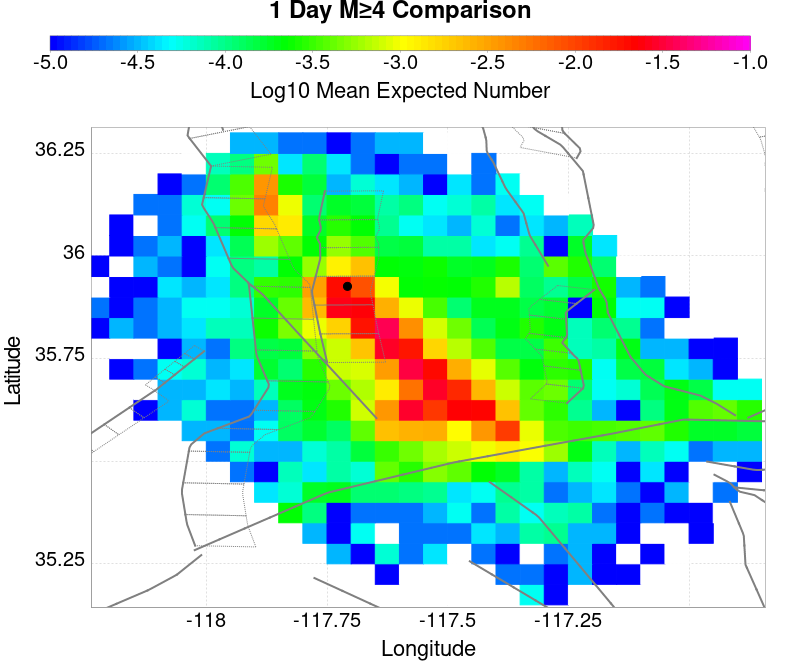 1 Day M≥4 Comparison
-5.0 -4.5 -4.0 -3.5 -3.0 -2.5 -2.0 -1.5 -1.0
Log10 Mean Expected Number
36.25
36
35.75
35.25
Latitude
-118 -117.75 -117.5 -117.25
Longitude